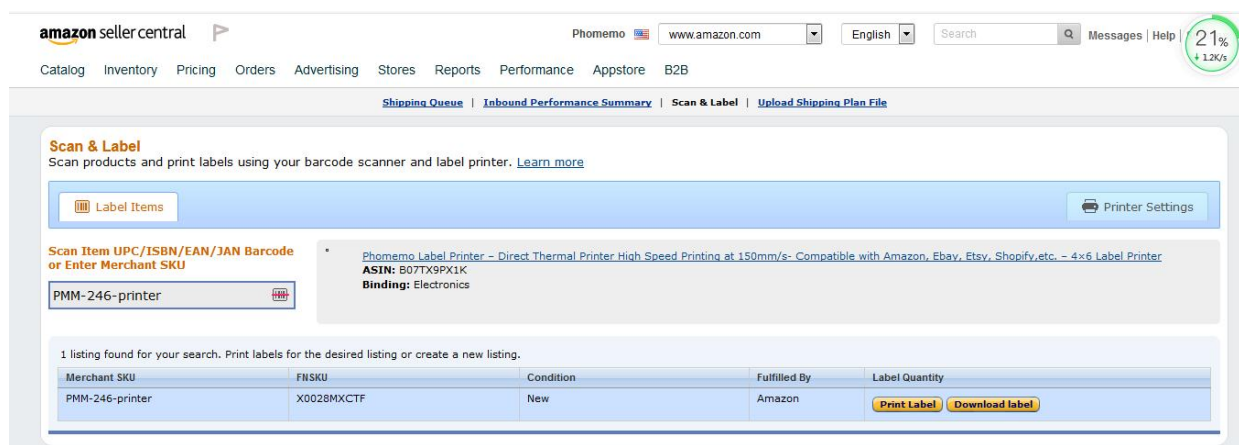 amazon seller central
Phomemo www.amazon.com English Search Messages | Help |
21%
1.2K/s
Catalog Inventory Pricing Orders Advertising Stores Reports Performance Appstore B2B
Shipping Queue | Inbound Performance Summary | Scan & Label | Upload Shipping Plan File
Scan & Label
Scan products and print labels using your barcode scanner and label printer. Learn more
Label Items Printer Settings
Scan Item UPC/ISBN/EAN/JAN Barcode
or Enter Merchant SKU
PMM-246-printer
Phomemo Label Printer – Direct Thermal Printer High Speed Printing at 150mm/s- Compatible with Amazon, Ebay, Etsy, Shopify,etc. – 4×6 Label Printer
ASIN: B07TX9PX1K
Binding: Electronics
1 listing found for your search. Print labels for the desired listing or create a new listing.
Merchant SKU FNSKU Condition Fulfilled By Label Quantity
PMM-246-printer X0028MXCTF New Amazon Print Label Download label